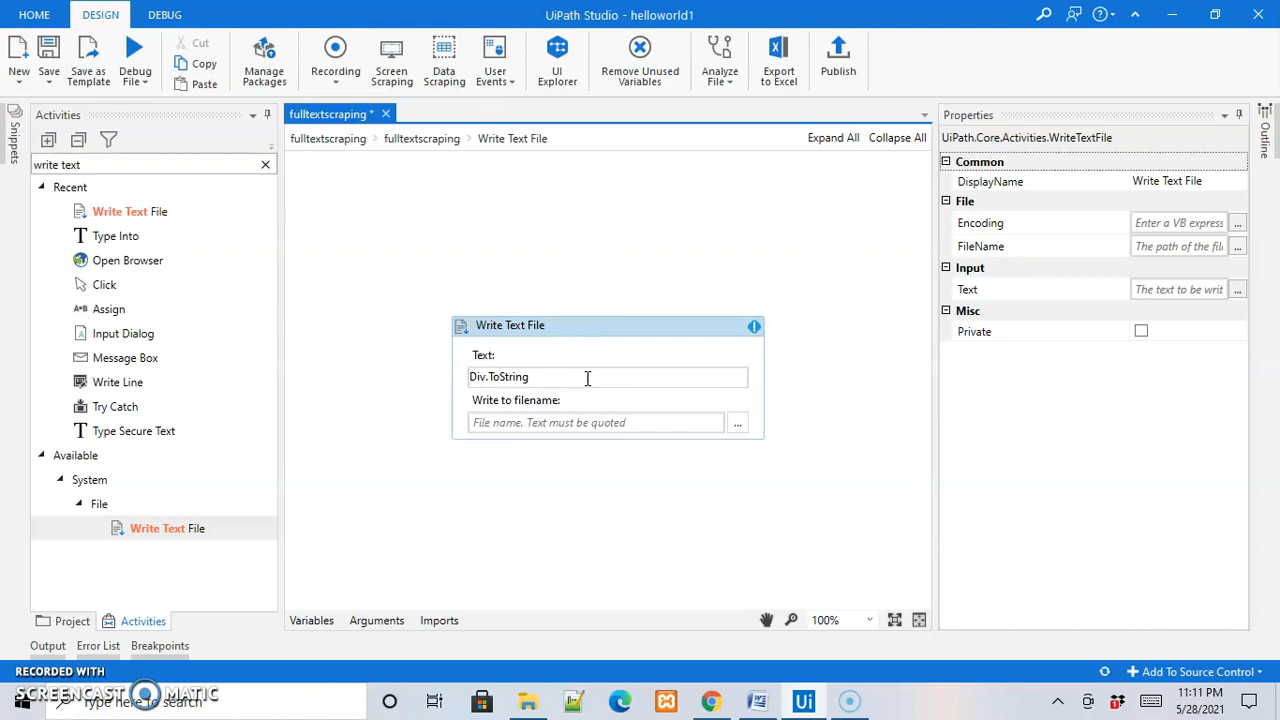 HOME DESIGN DEBUG UiPath Studio - helloworld1
New Save Save as Template Debug File Cut Copy Paste Manage Packages Recording Screen Scraping Data Scraping User Events UI Explorer Remove Unused Variables Analyze File Export to Excel Publish
Snippets
Activities
write text
Recent
Write Text File
Type Into
Open Browser
Click
A*B Assign
Input Dialog
Message Box
Write Line
Try Catch
Type Secure Text
Available
System
File
Write Text File
Project Activities
fulltextscraping *
fulltextscraping > fulltextscraping > Write Text File Expand All Collapse All
Write Text File
Text:
Div.ToString
Write to filename:
File name. Text must be quoted ...
Variables Arguments Imports 100%
Properties
UiPath.Core.Activities.WriteTextFile
Common
DisplayName Write Text File
File
Encoding Enter a VB express ...
FileName The path of the fil ...
Input
Text The text to be writ ...
Misc
Private
Outline
Output Error List Breakpoints
RECORDED WITH
SCREENCAST MATIC
Add To Source Control
Type here to search
Ui
11:11 PM
5/28/2021